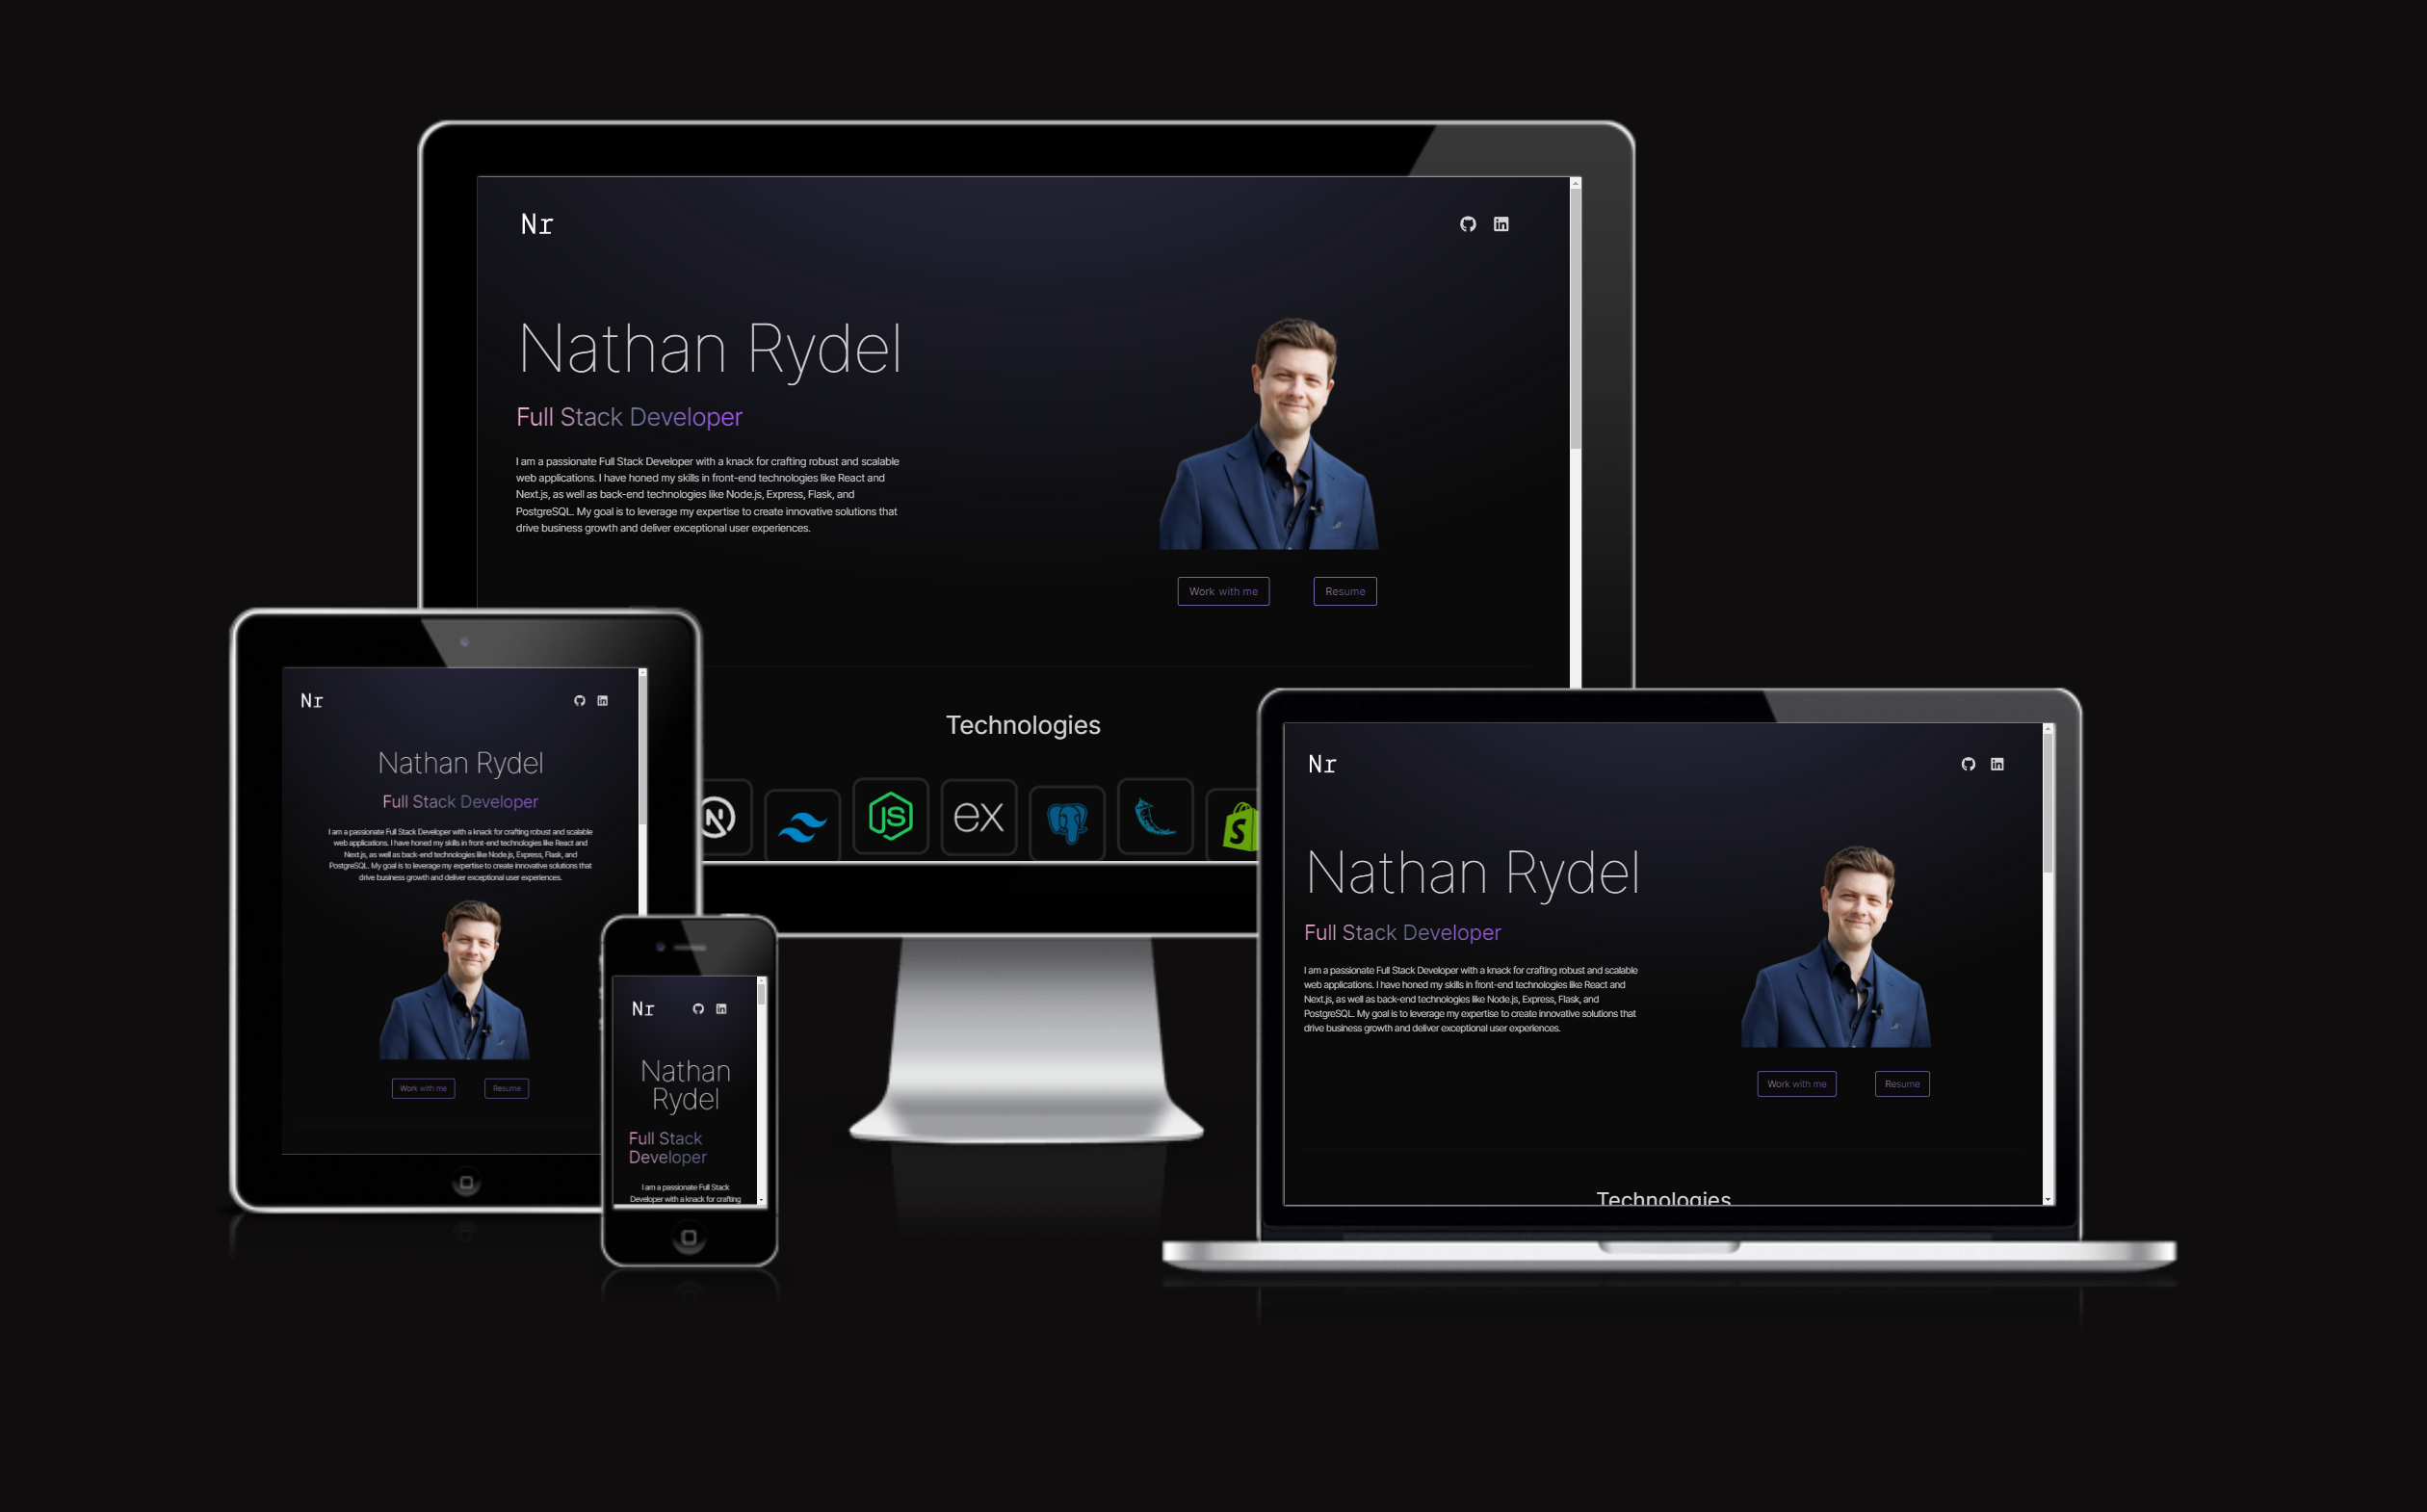 Nr
Nathan Rydel
Full Stack Developer
I am a passionate Full Stack Developer with a knack for crafting robust and scalable
web applications. I have honed my skills in front-end technologies like React and
Next.js, as well as back-end technologies like Node.js, Express, Flask, and
PostgreSQL. My goal is to leverage my expertise to create innovative solutions that
drive business growth and deliver exceptional user experiences.
Work with me
Resume
Technologies
N
JS
ex
S
Nr
Nathan Rydel
Full Stack Developer
I am a passionate Full Stack Developer with a knack for crafting robust and scalable
web applications. I have honed my skills in front-end technologies like React and
Next.js, as well as back-end technologies like Node.js, Express, Flask, and
PostgreSQL. My goal is to leverage my expertise to create innovative solutions that
drive business growth and deliver exceptional user experiences.
Work with me
Resume
Nr
Nathan
Rydel
Full Stack
Developer
I am a passionate Full Stack
Developer with a knack for crafting
Nr
Nathan Rydel
Full Stack Developer
I am a passionate Full Stack Developer with a knack for crafting robust and scalable
web applications. I have honed my skills in front-end technologies like React and
Next.js, as well as back-end technologies like Node.js, Express, Flask, and
PostgreSQL. My goal is to leverage my expertise to create innovative solutions that
drive business growth and deliver exceptional user experiences.
Work with me
Resume
Technologies